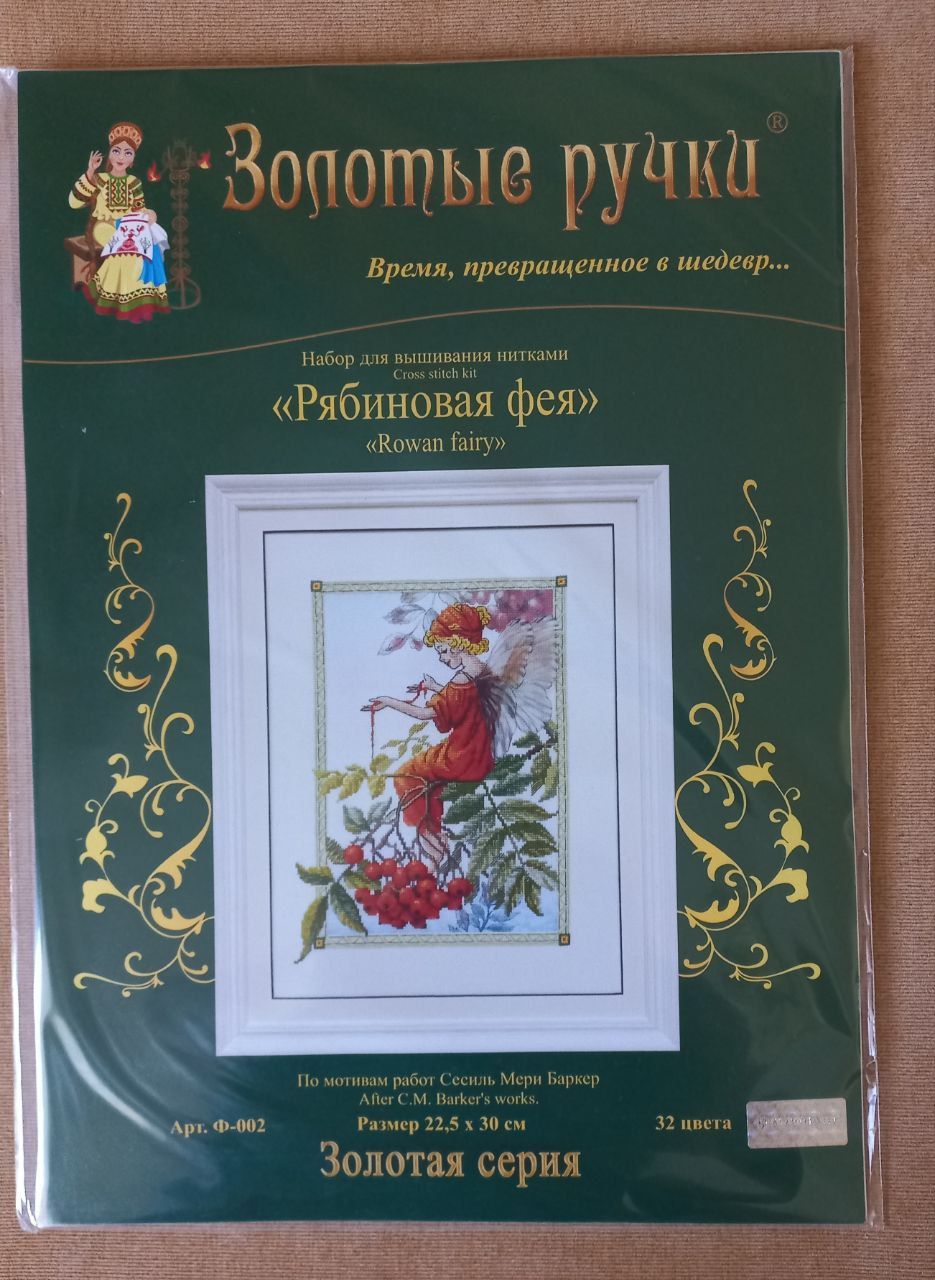 Золотые ручки®
Время, превращенное в шедевр...
Набор для вышивания нитками
Cross stitch kit
«Рябиновая фея»
«Rowan fairy»
По мотивам работ Сесиль Мери Баркер
After C.M. Barker's works.
Арт. Ф-002 Размер 22,5 х 30 см 32 цвета
Золотая серия